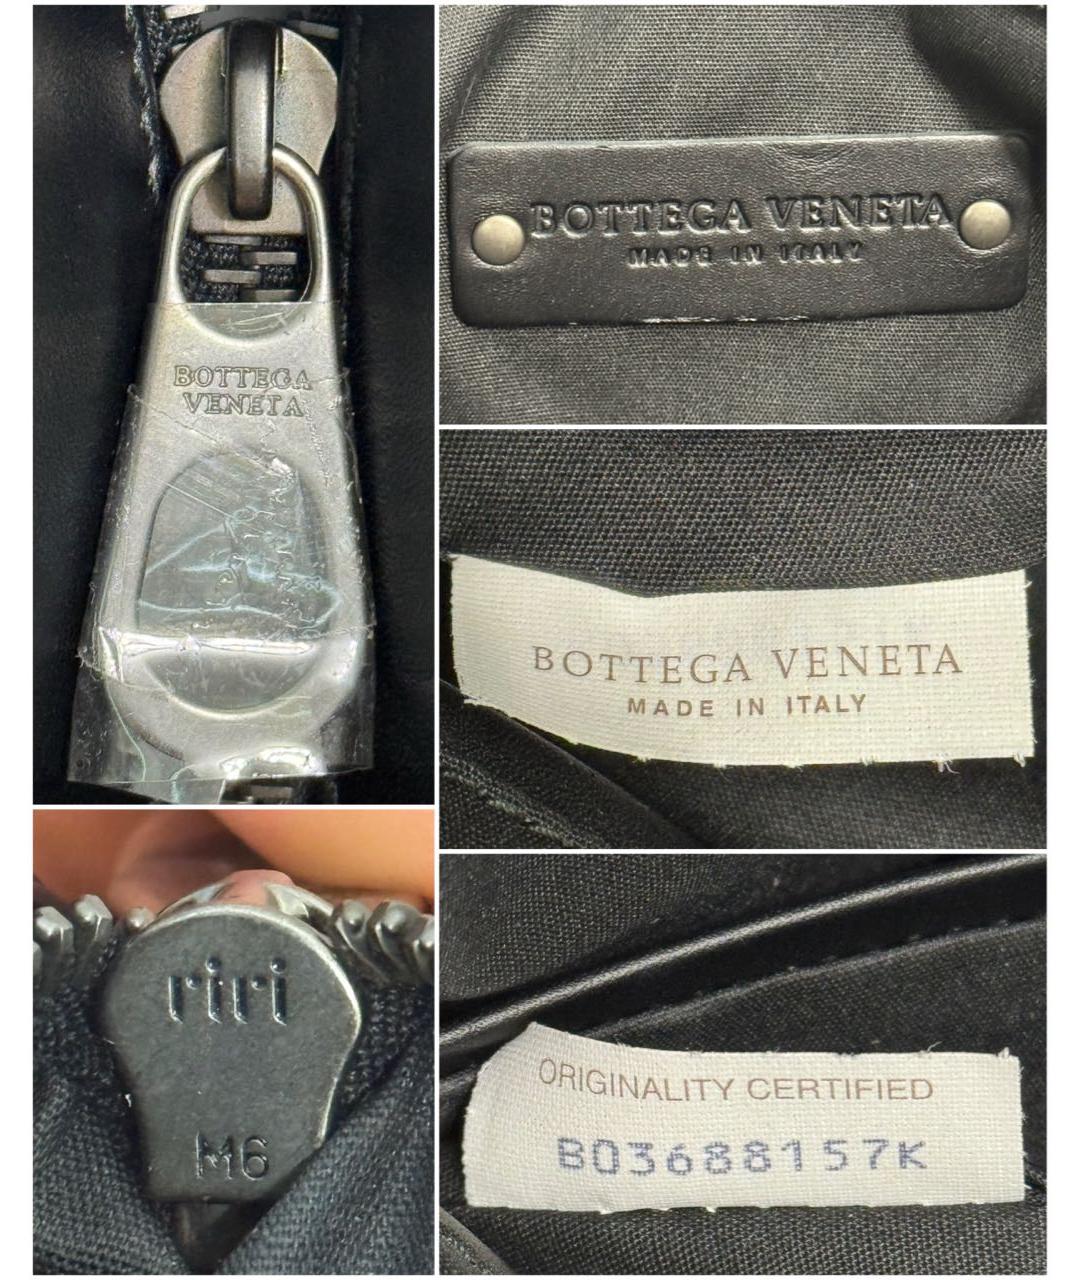 BOTTEGA
VENETA
BOTTEGA VENETA
MADE IN ITALY
BOTTEGA VENETA
MADE IN ITALY
riri
M6
ORIGINALITY CERTIFIED
B03688157K